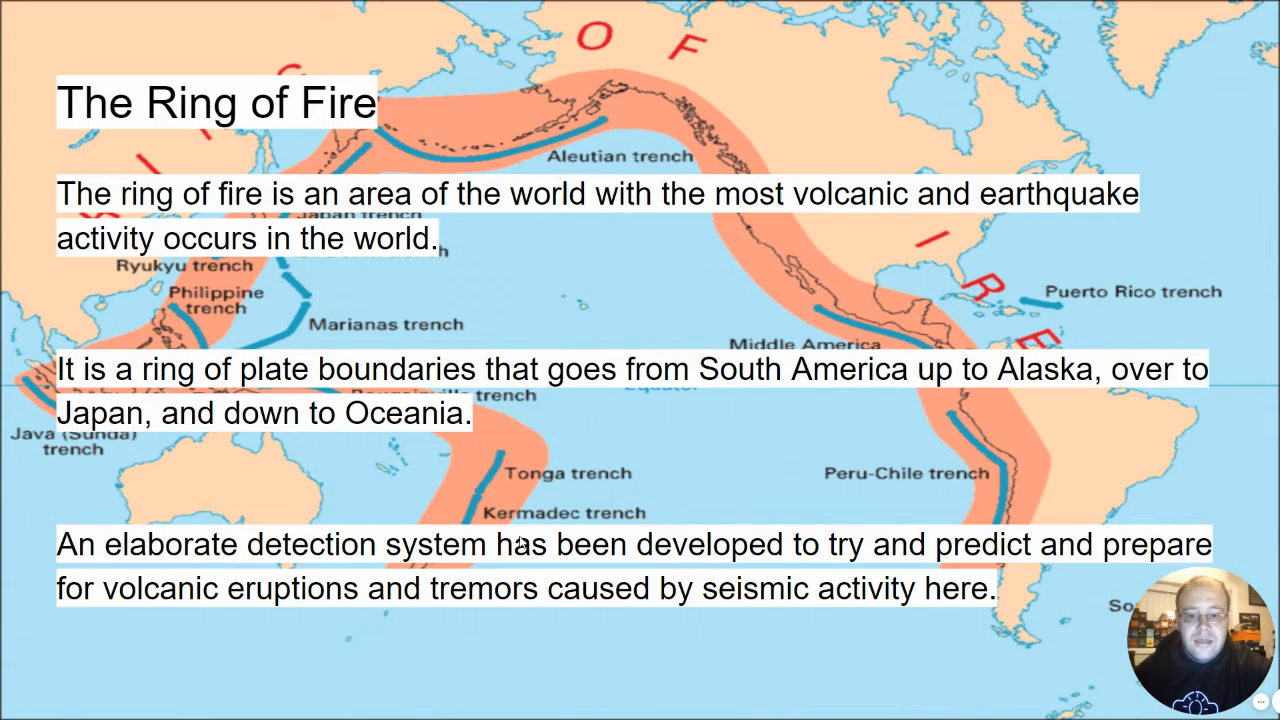 O F
The Ring of Fire
Aleutian trench
The ring of fire is an area of the world with the most volcanic and earthquake
activity occurs in the world.
Ryukyu trench
Philippine
trench
Marianas trench
I
R
E
Puerto Rico trench
Middle America
It is a ring of plate boundaries that goes from South America up to Alaska, over to
Japan, and down to Oceania.
trench
Java (Sunda)
trench
Tonga trench
Peru-Chile trench
Kermadec trench
An elaborate detection system has been developed to try and predict and prepare
for volcanic eruptions and tremors caused by seismic activity here.
So